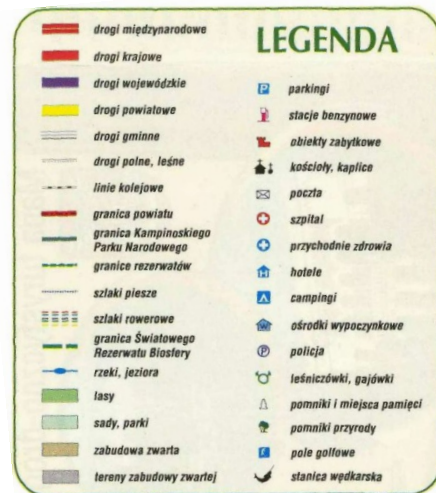 LEGENDA
drogi międzynarodowe
drogi krajowe
drogi wojewódzkie
drogi powiatowe
drogi gminne
drogi polne, leśne
linie kolejowe
granica powiatu
granica Kampinoskiego
Parku Narodowego
granice rezerwatów
szlaki piesze
szlaki rowerowe
granica Światowego
Rezerwatu Biosfery
rzeki, jeziora
lasy
sady, parki
zabudowa zwarta
tereny zabudowy zwartej
P parkingi
stacje benzynowe
obiekty zabytkowe
kościoły, kaplice
poczta
szpital
przychodnie zdrowia
H hotele
campingi
ośrodki wypoczynkowe
P policja
leśniczówki, gajówki
pomniki i miejsca pamięci
pomniki przyrody
pole golfowe
stanica wędkarska